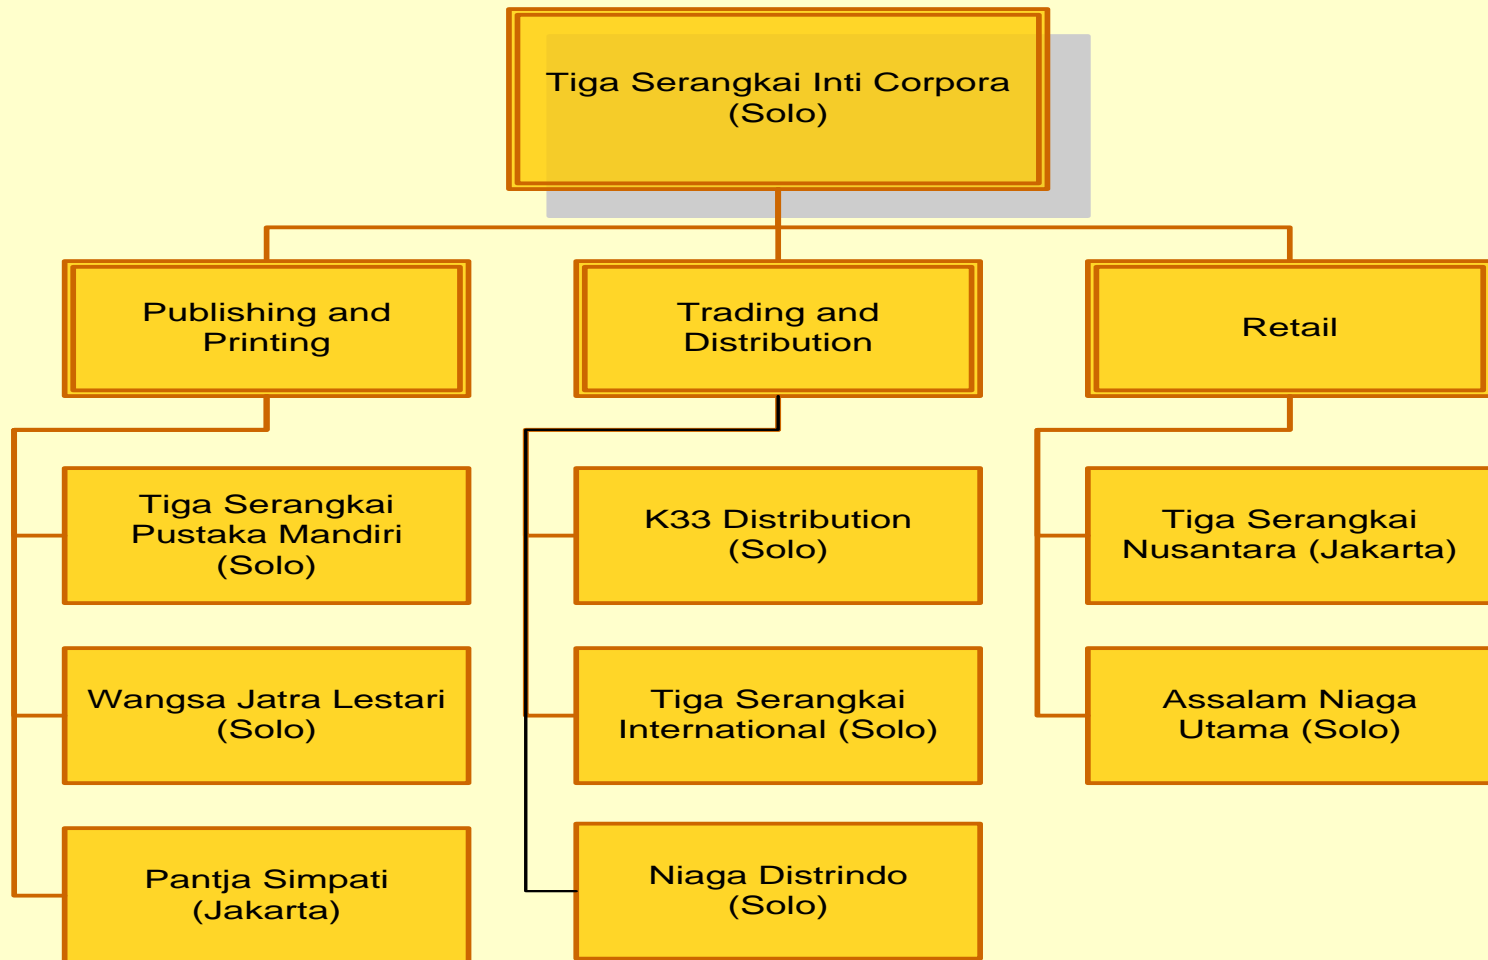 Tiga Serangkai Inti Corpora
(Solo)
Publishing and
Printing
Trading and
Distribution
Retail
Tiga Serangkai
Pustaka Mandiri
(Solo)
K33 Distribution
(Solo)
Tiga Serangkai
Nusantara (Jakarta)
Wangsa Jatra Lestari
(Solo)
Tiga Serangkai
International (Solo)
Assalam Niaga
Utama (Solo)
Pantja Simpati
(Jakarta)
Niaga Distrindo
(Solo)